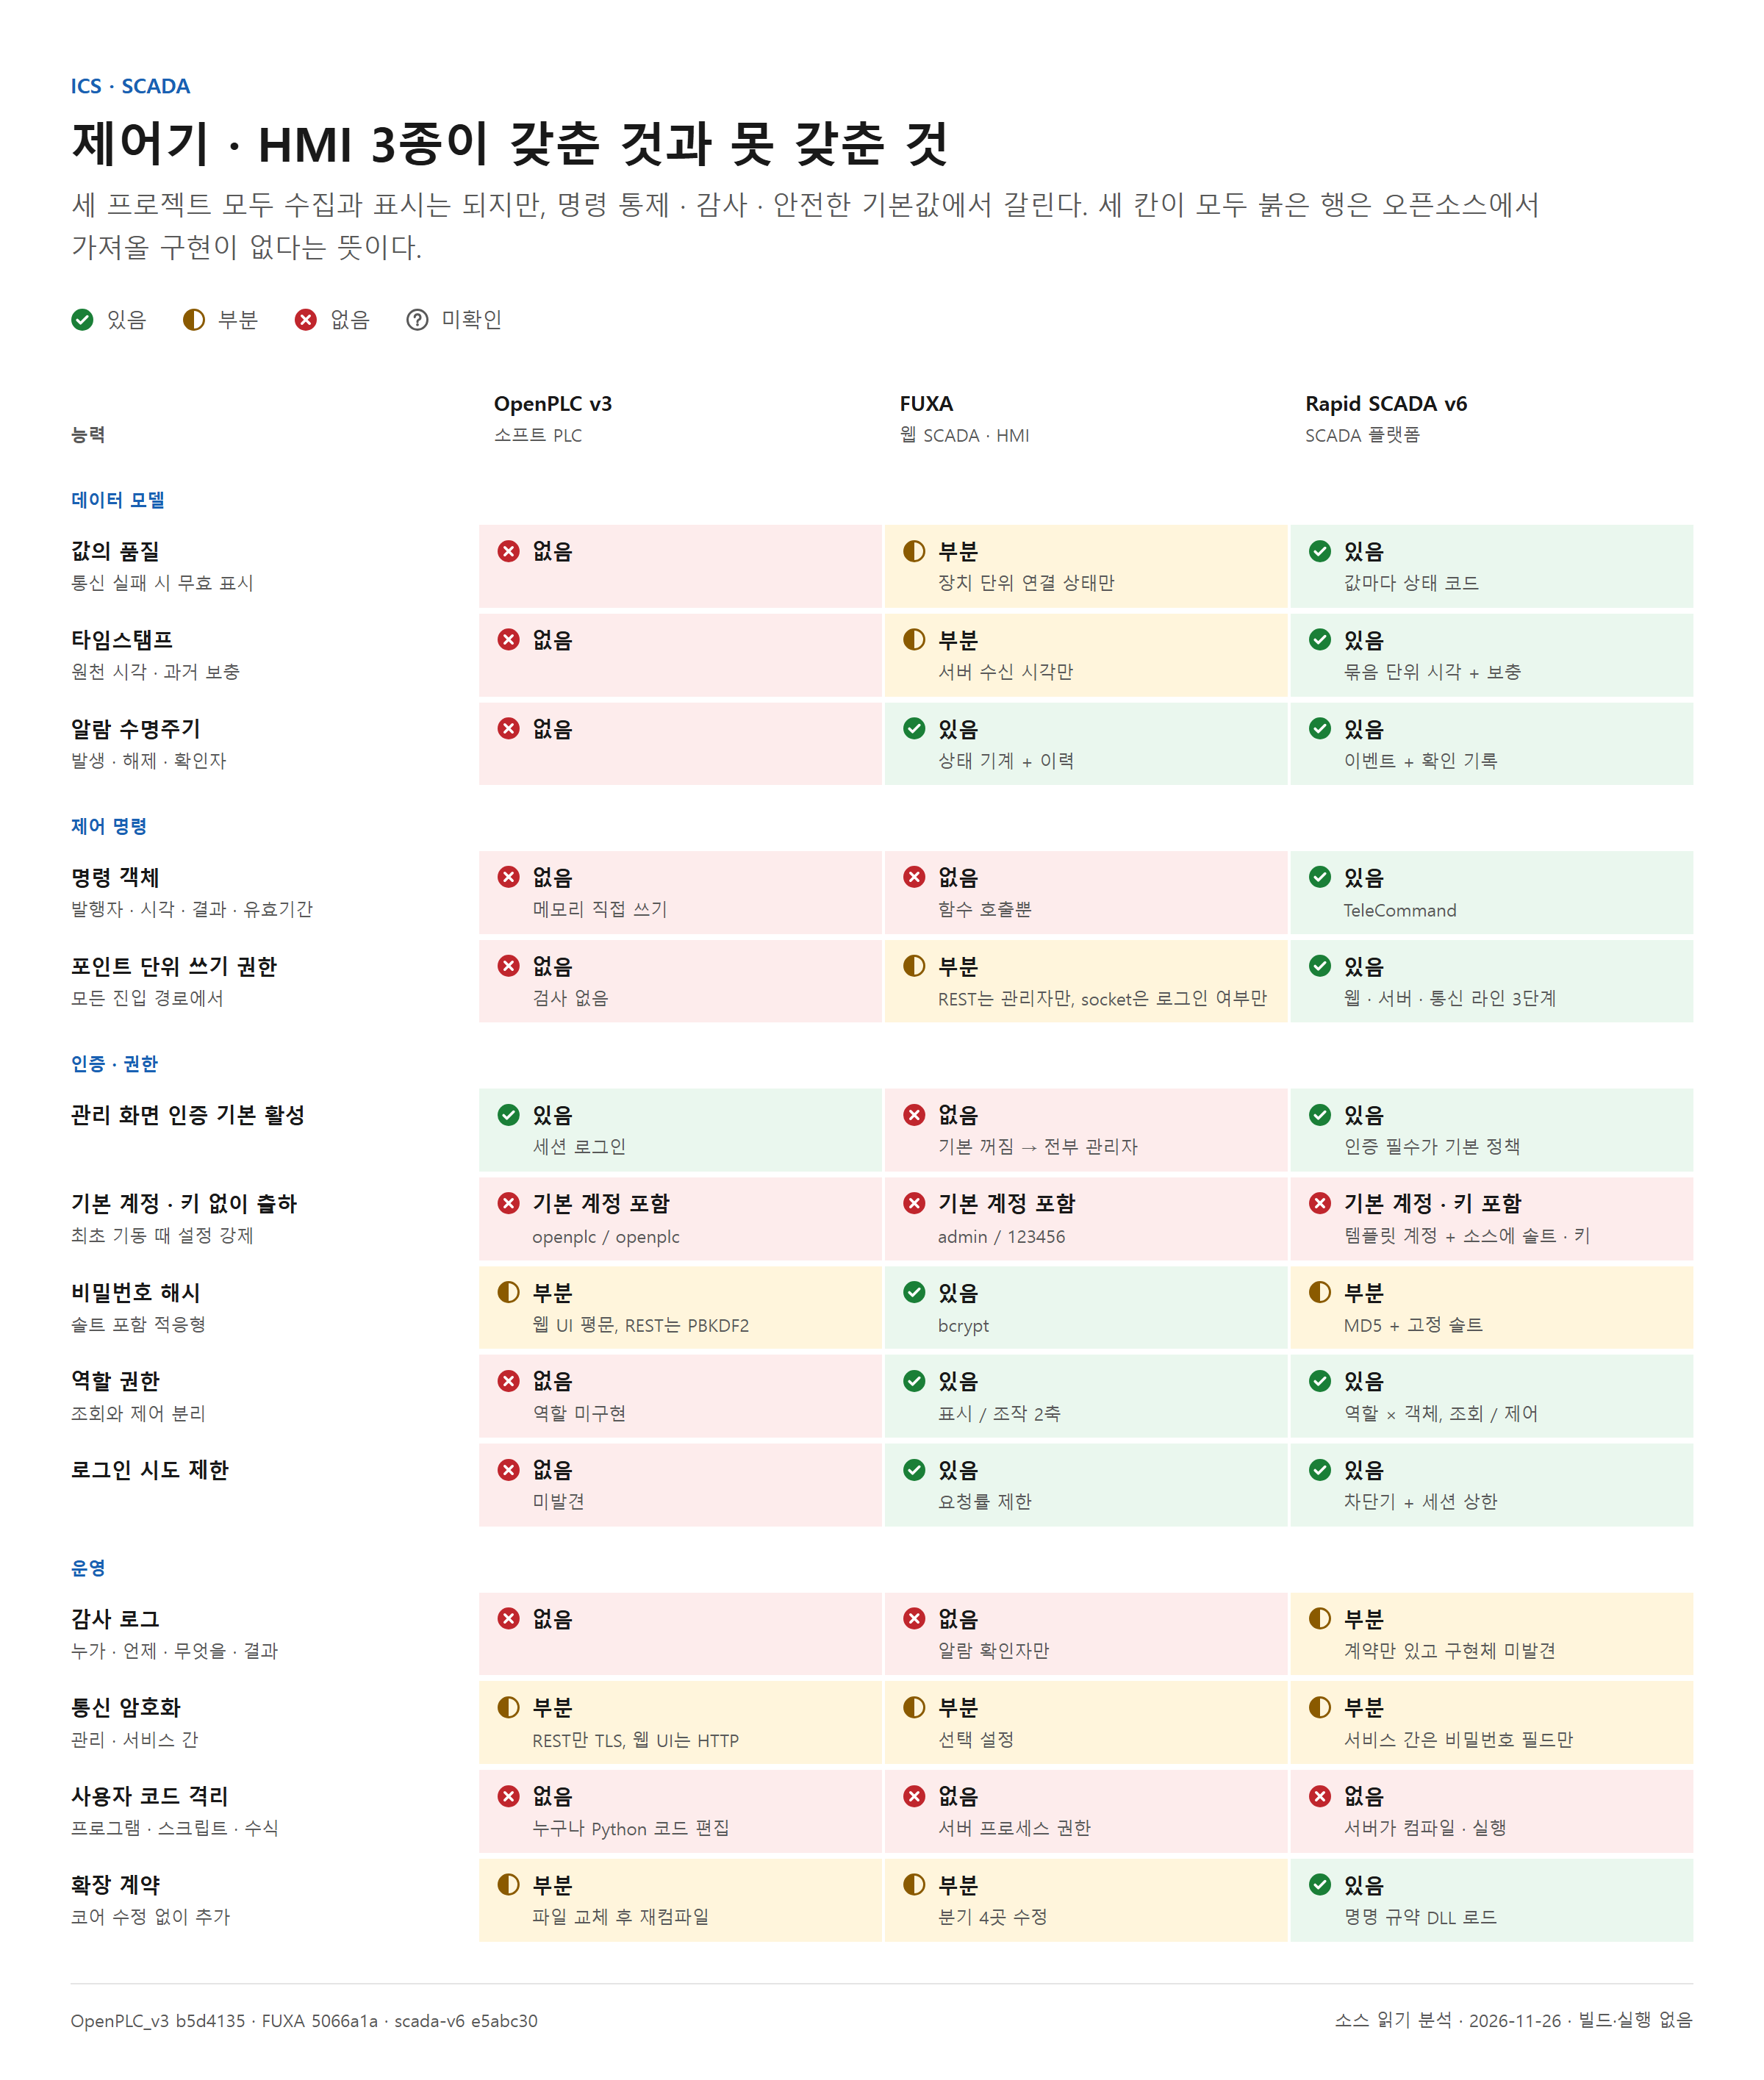 ICS · SCADA
제어기 · HMI 3종이 갖춘 것과 못 갖춘 것
세 프로젝트 모두 수집과 표시는 되지만, 명령 통제 · 감사 · 안전한 기본값에서 갈린다. 세 칸이 모두 붉은 행은 오픈소스에서
가져올 구현이 없다는 뜻이다.
있음 부분 없음 미확인
OpenPLC v3 FUXA Rapid SCADA v6
능력 소프트 PLC 웹 SCADA · HMI SCADA 플랫폼
데이터 모델
값의 품질 없음 부분 있음
통신 실패 시 무효 표시 장치 단위 연결 상태만 값마다 상태 코드
타임스탬프 없음 부분 있음
원천 시각 · 과거 보충 서버 수신 시각만 묶음 단위 시각 + 보충
알람 수명주기 없음 있음 있음
발생 · 해제 · 확인자 상태 기계 + 이력 이벤트 + 확인 기록
제어 명령
명령 객체 없음 없음 있음
발행자 · 시각 · 결과 · 유효기간 메모리 직접 쓰기 함수 호출뿐 TeleCommand
포인트 단위 쓰기 권한 없음 부분 있음
모든 진입 경로에서 검사 없음 REST는 관리자만, socket은 로그인 여부만 웹 · 서버 · 통신 라인 3단계
인증 · 권한
관리 화면 인증 기본 활성 있음 없음 있음
세션 로그인 기본 꺼짐 → 전부 관리자 인증 필수가 기본 정책
기본 계정 · 키 없이 출하 기본 계정 포함 기본 계정 포함 기본 계정 · 키 포함
최초 기동 때 설정 강제 openplc / openplc admin / 123456 템플릿 계정 + 소스에 솔트 · 키
비밀번호 해시 부분 있음 부분
솔트 포함 적응형 웹 UI 평문, REST는 PBKDF2 bcrypt MD5 + 고정 솔트
역할 권한 없음 있음 있음
조회와 제어 분리 역할 미구현 표시 / 조작 2축 역할 × 객체, 조회 / 제어
로그인 시도 제한 없음 있음 있음
미발견 요청률 제한 차단기 + 세션 상한
운영
감사 로그 없음 없음 부분
누가 · 언제 · 무엇을 · 결과 알람 확인자만 계약만 있고 구현체 미발견
통신 암호화 부분 부분 부분
관리 · 서비스 간 REST만 TLS, 웹 UI는 HTTP 선택 설정 서비스 간은 비밀번호 필드만
사용자 코드 격리 없음 없음 없음
프로그램 · 스크립트 · 수식 누구나 Python 코드 편집 서버 프로세스 권한 서버가 컴파일 · 실행
확장 계약 부분 부분 있음
코어 수정 없이 추가 파일 교체 후 재컴파일 분기 4곳 수정 명명 규약 DLL 로드
OpenPLC_v3 b5d4135 · FUXA 5066a1a · scada-v6 e5abc30 소스 읽기 분석 · 2026-11-26 · 빌드·실행 없음